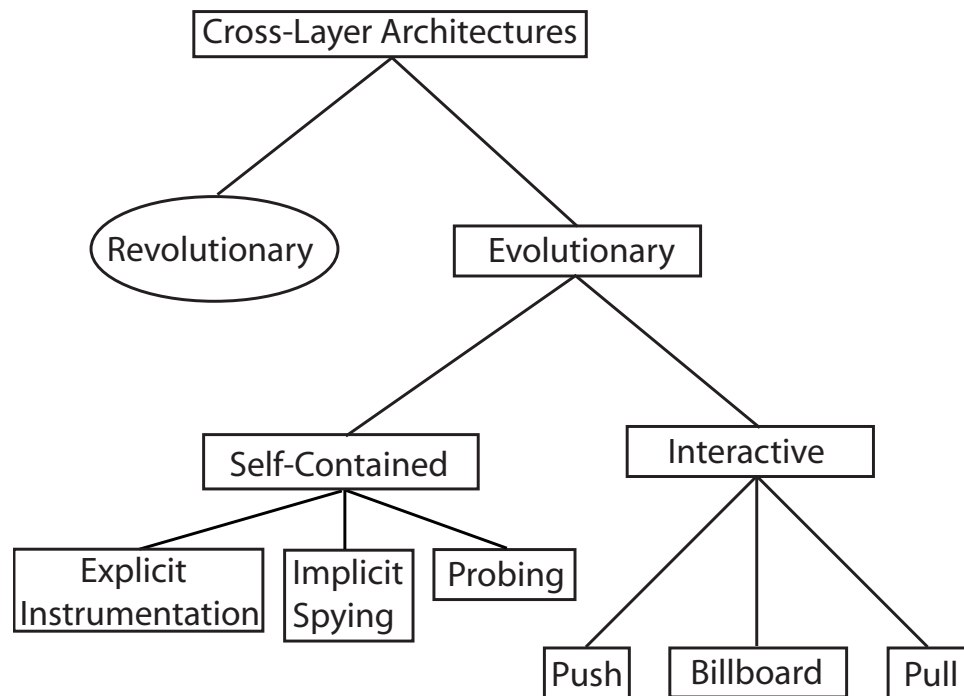 Cross-Layer Architectures
Revolutionary
Evolutionary
Self-Contained
Interactive
Explicit
Instrumentation
Implicit
Spying
Probing
Push
Billboard
Pull